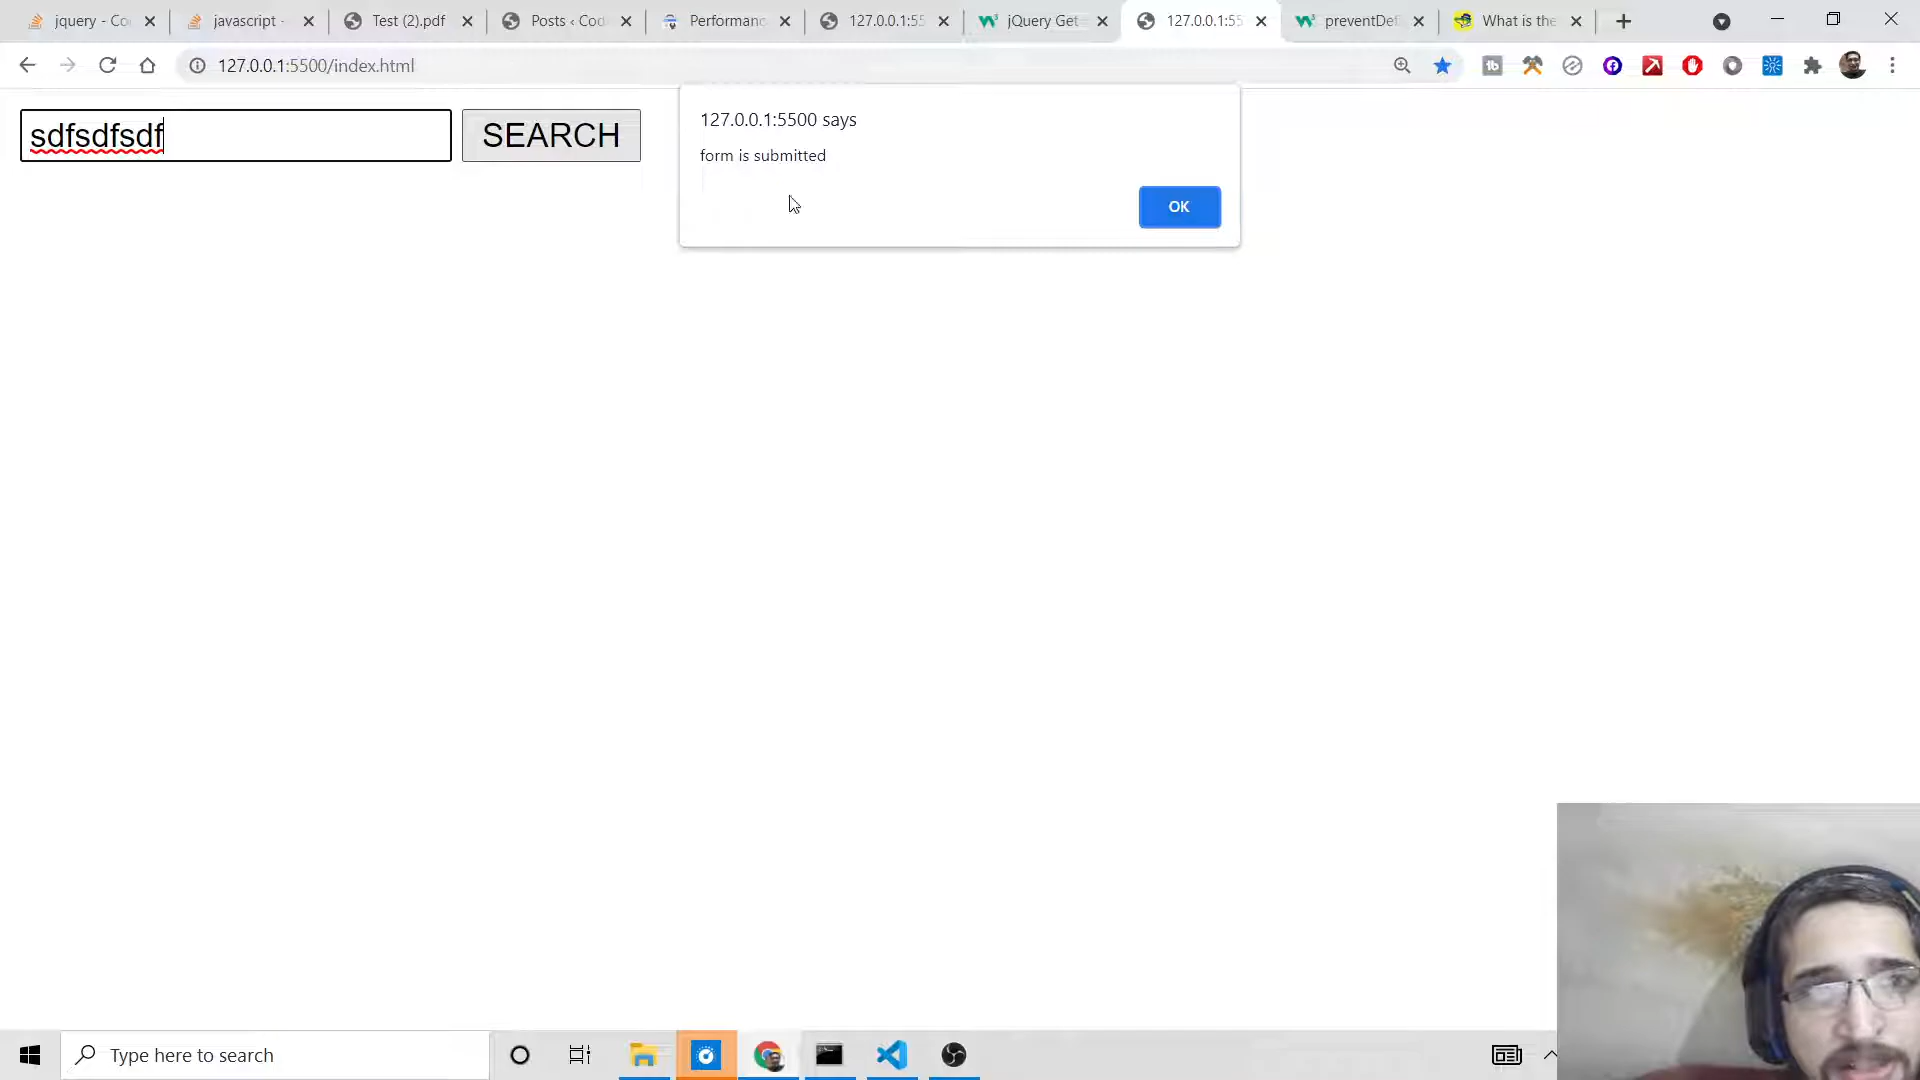 jquery - Co
javascript -
Test (2).pdf
Posts ‹ Cod
Performanc
127.0.0.1:55
jQuery Get
127.0.0.1:55
preventDef
What is the
127.0.0.1:5500/index.html
sdfsdfsdf
SEARCH
127.0.0.1:5500 says
form is submitted
OK
Type here to search